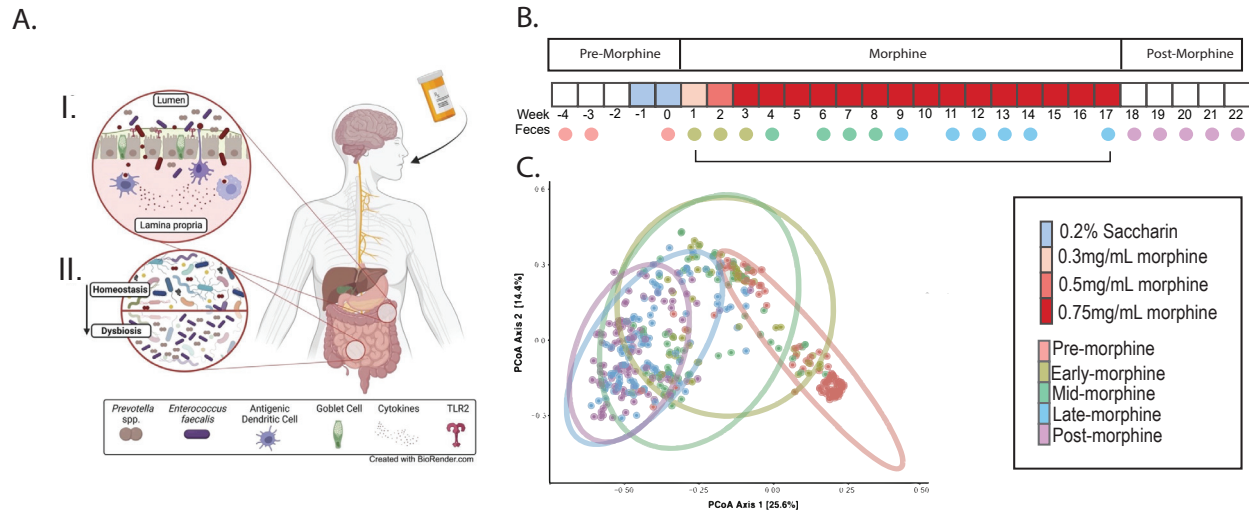 A.
I.
Lumen
Lamina propria
II.
Homeostasis
Dysbiosis
Prevotella Enterococcus Antigenic Goblet Cell Cytokines TLR2
spp. faecalis Dendritic Cell
Created with BioRender.com
B.
Pre-Morphine Morphine Post-Morphine
Week -4 -3 -2 -1 0 1 2 3 4 6 7 8 9 10 11 12 13 14 15 16 17 18 19 20 21 22
Feces
C.
0.6
0.3
0.0
-0.5
PCoA Axis 2 [14.4%]
-0.50 -0.25 0.00 0.25 0.50
PCoA Axis 1 [25.6%]
0.2% Saccharin
0.3mg/mL morphine
0.5mg/mL morphine
0.75mg/mL morphine
Pre-morphine
Early-morphine
Mid-morphine
Late-morphine
Post-morphine